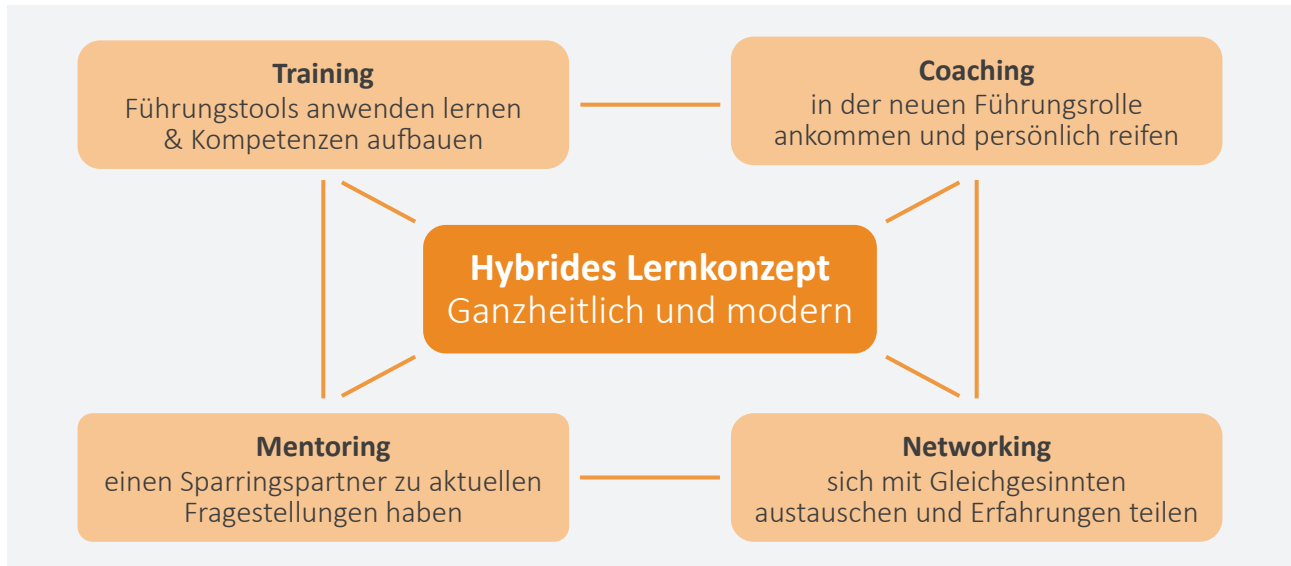 Training
Führungstools anwenden lernen
& Kompetenzen aufbauen
Coaching
in der neuen Führungsrolle
ankommen und persönlich reifen
Hybrides Lernkonzept
Ganzheitlich und modern
Mentoring
einen Sparringspartner zu aktuellen
Fragestellungen haben
Networking
sich mit Gleichgesinnten
austauschen und Erfahrungen teilen